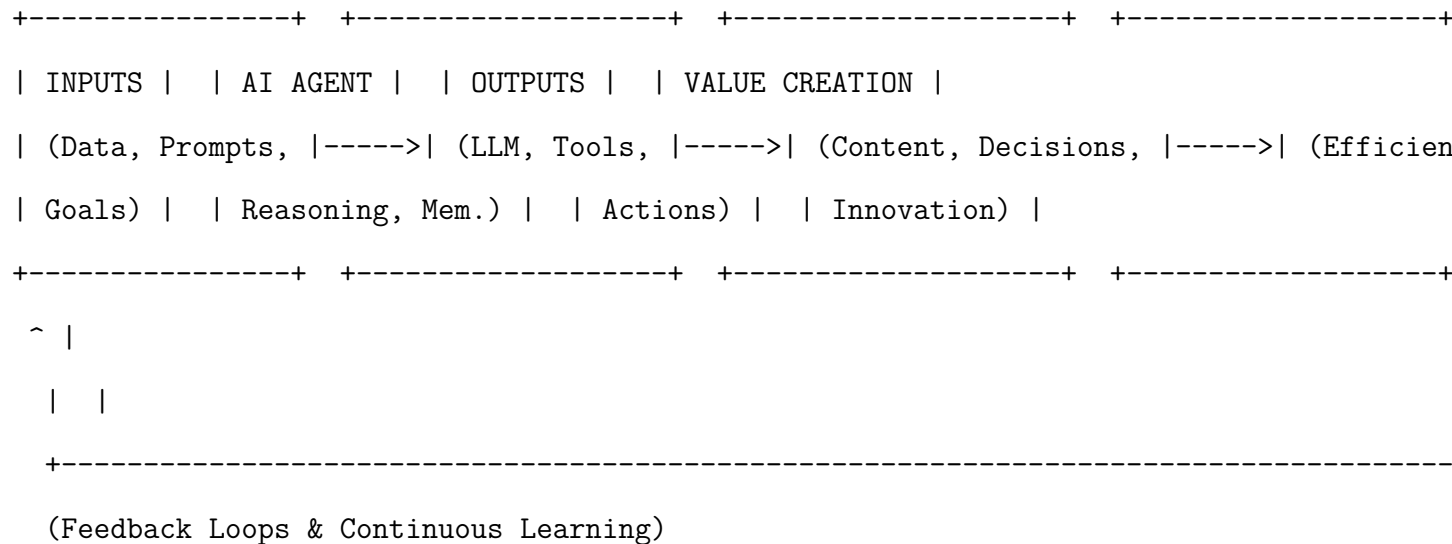 +----------------+  +-------------------+  +--------------------+  +-------------------+
| INPUTS |  | AI AGENT |  | OUTPUTS |  | VALUE CREATION |
| (Data, Prompts, |----->| (LLM, Tools, |----->| (Content, Decisions, |----->| (Efficien
| Goals) |  | Reasoning, Mem.) |  | Actions) |  | Innovation) |
+----------------+  +-------------------+  +--------------------+  +-------------------+
^ |
|  |
+-------------------------------------------------------------------------------------
(Feedback Loops & Continuous Learning)